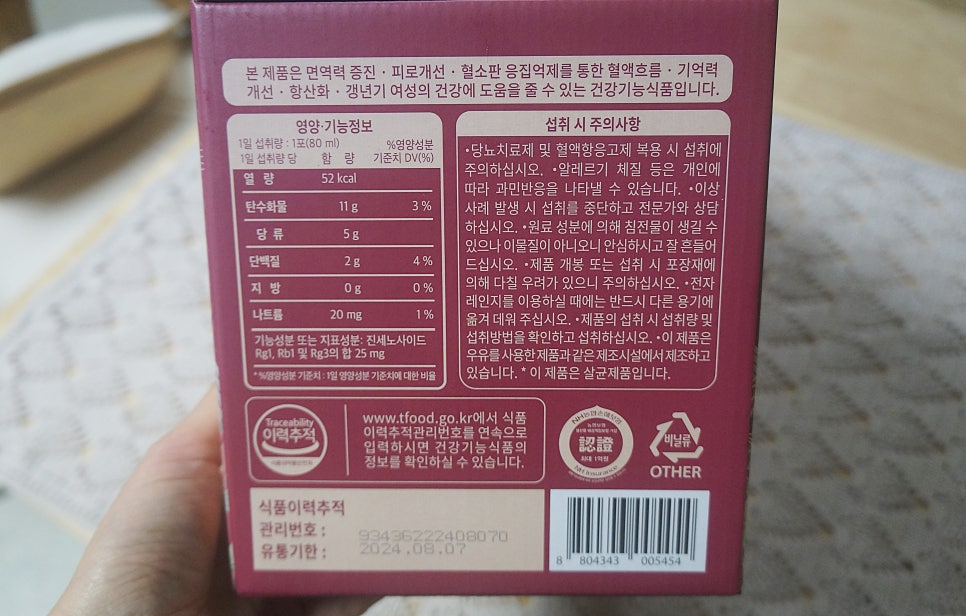 본 제품은 면역력 증진 · 피로개선 · 혈소판 응집억제를 통한 혈액흐름 · 기억력
개선 · 항산화 · 갱년기 여성의 건강에 도움을 줄 수 있는 건강기능식품입니다.
영양·기능정보
1일 섭취량 : 1포(80 ml) %영양성분
1일 섭취량 당 함 량 기준치 DV(%)
열 량 52 kcal
탄수화물 11 g 3 %
당 류 5 g
단백질 2 g 4 %
지 방 0 g 0 %
나트륨 20 mg 1 %
기능성분 또는 지표성분: 진세노사이드
Rg1, Rb1 및 Rg3의 합 25 mg
* %영양성분 기준치 : 1일 영양성분 기준치에 대한 비율
섭취 시 주의사항
•당뇨치료제 및 혈액항응고제 복용 시 섭취에
주의하십시오. •알레르기 체질 등은 개인에
따라 과민반응을 나타낼 수 있습니다. •이상
사례 발생 시 섭취를 중단하고 전문가와 상담
하십시오. •원료 성분에 의해 침전물이 생길 수
있으나 이물질이 아니오니 안심하시고 잘 흔들어
드십시오. •제품 개봉 또는 섭취 시 포장재에
의해 다칠 우려가 있으니 주의하십시오. •전자
레인지를 이용하실 때에는 반드시 다른 용기에
옮겨 데워 주십시오. •제품의 섭취 시 섭취량 및
섭취방법을 확인하고 섭취하십시오. •이 제품은
우유를 사용한 제품과 같은 제조시설에서 제조하고
있습니다. * 이 제품은 살균제품입니다.
Traceability
이력추적
식품의약품안전처
www.tfood.go.kr에서 식품
이력추적관리번호를 연속으로
입력하시면 건강기능식품의
정보를 확인하실 수 있습니다.
NH농협손해보험
認證
최대 1억원
비닐류
OTHER
식품이력추적
관리번호 : 93436222408070
유통기한 : 2024.08.07
8 804343 005454